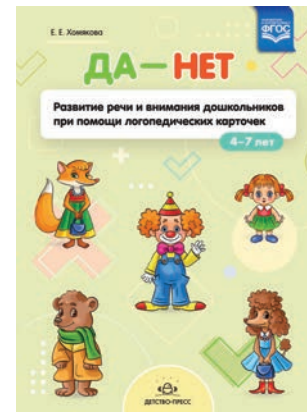 Е. Е. Хомякова
ФГОС
ДА—НЕТ
Развитие речи и внимания дошкольников
при помощи логопедических карточек
4–7 лет
ДЕТСТВО-ПРЕСС